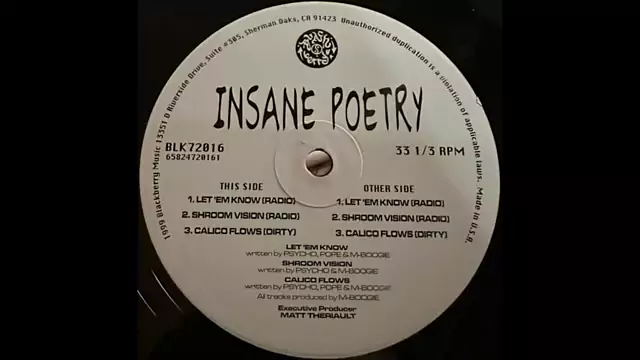 1999 Blackberry Music 13351 D Riverside Drive, Suite #305, Sherman Oaks, CA 91423 Unauthorized duplication is a violation of applicable laws. Made in U.S.A.
INSANE POETRY
BLK72016
65824720161
33 1/3 RPM
THIS SIDE
1. LET 'EM KNOW (RADIO)
2. SHROOM VISION (RADIO)
3. CALICO FLOWS (DIRTY)
OTHER SIDE
1. LET 'EM KNOW (RADIO)
2. SHROOM VISION (RADIO)
3. CALICO FLOWS (DIRTY)
LET 'EM KNOW
written by PSYCHO, POPE & M-BOOGIE
SHROOM VISION
written by PSYCHO & M-BOOGIE
CALICO FLOWS
written by PSYCHO, POPE & M-BOOGIE
All tracks produced by M-BOOGIE
Executive Producer
MATT THERIAULT